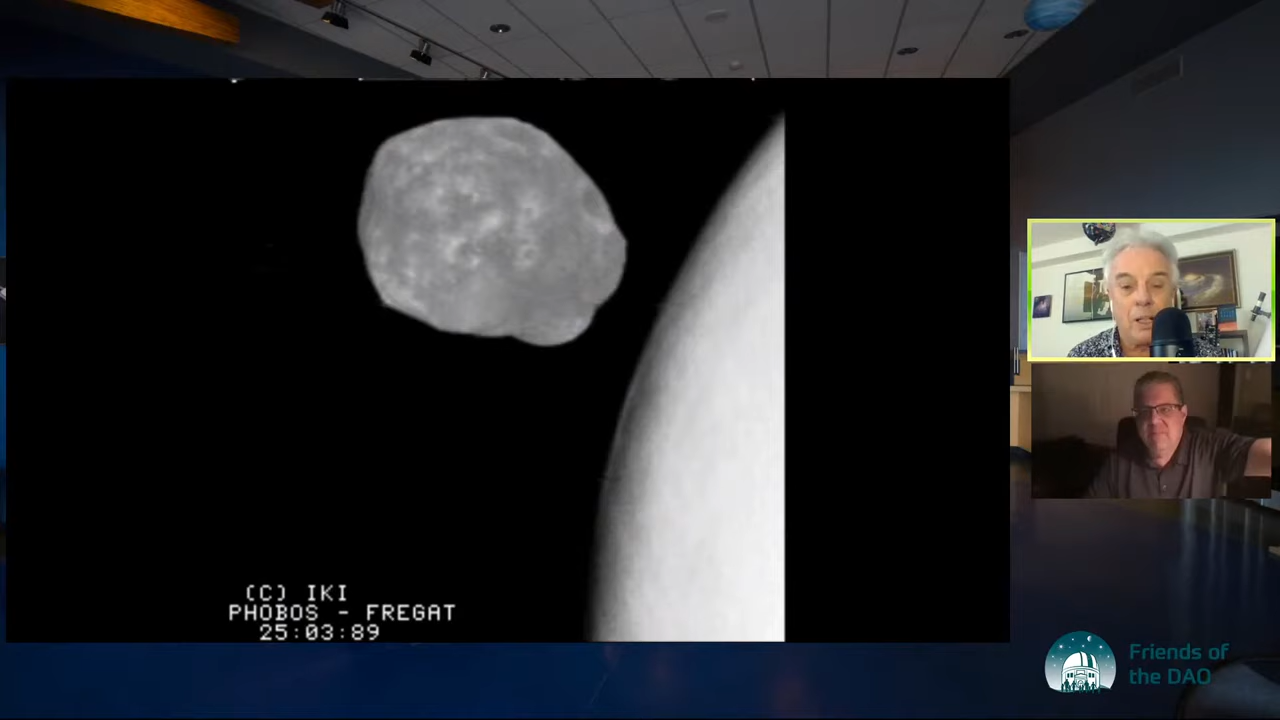 (C) IKI
PHOBOS - FREGAT
25:03:89
Friends of
the DAO